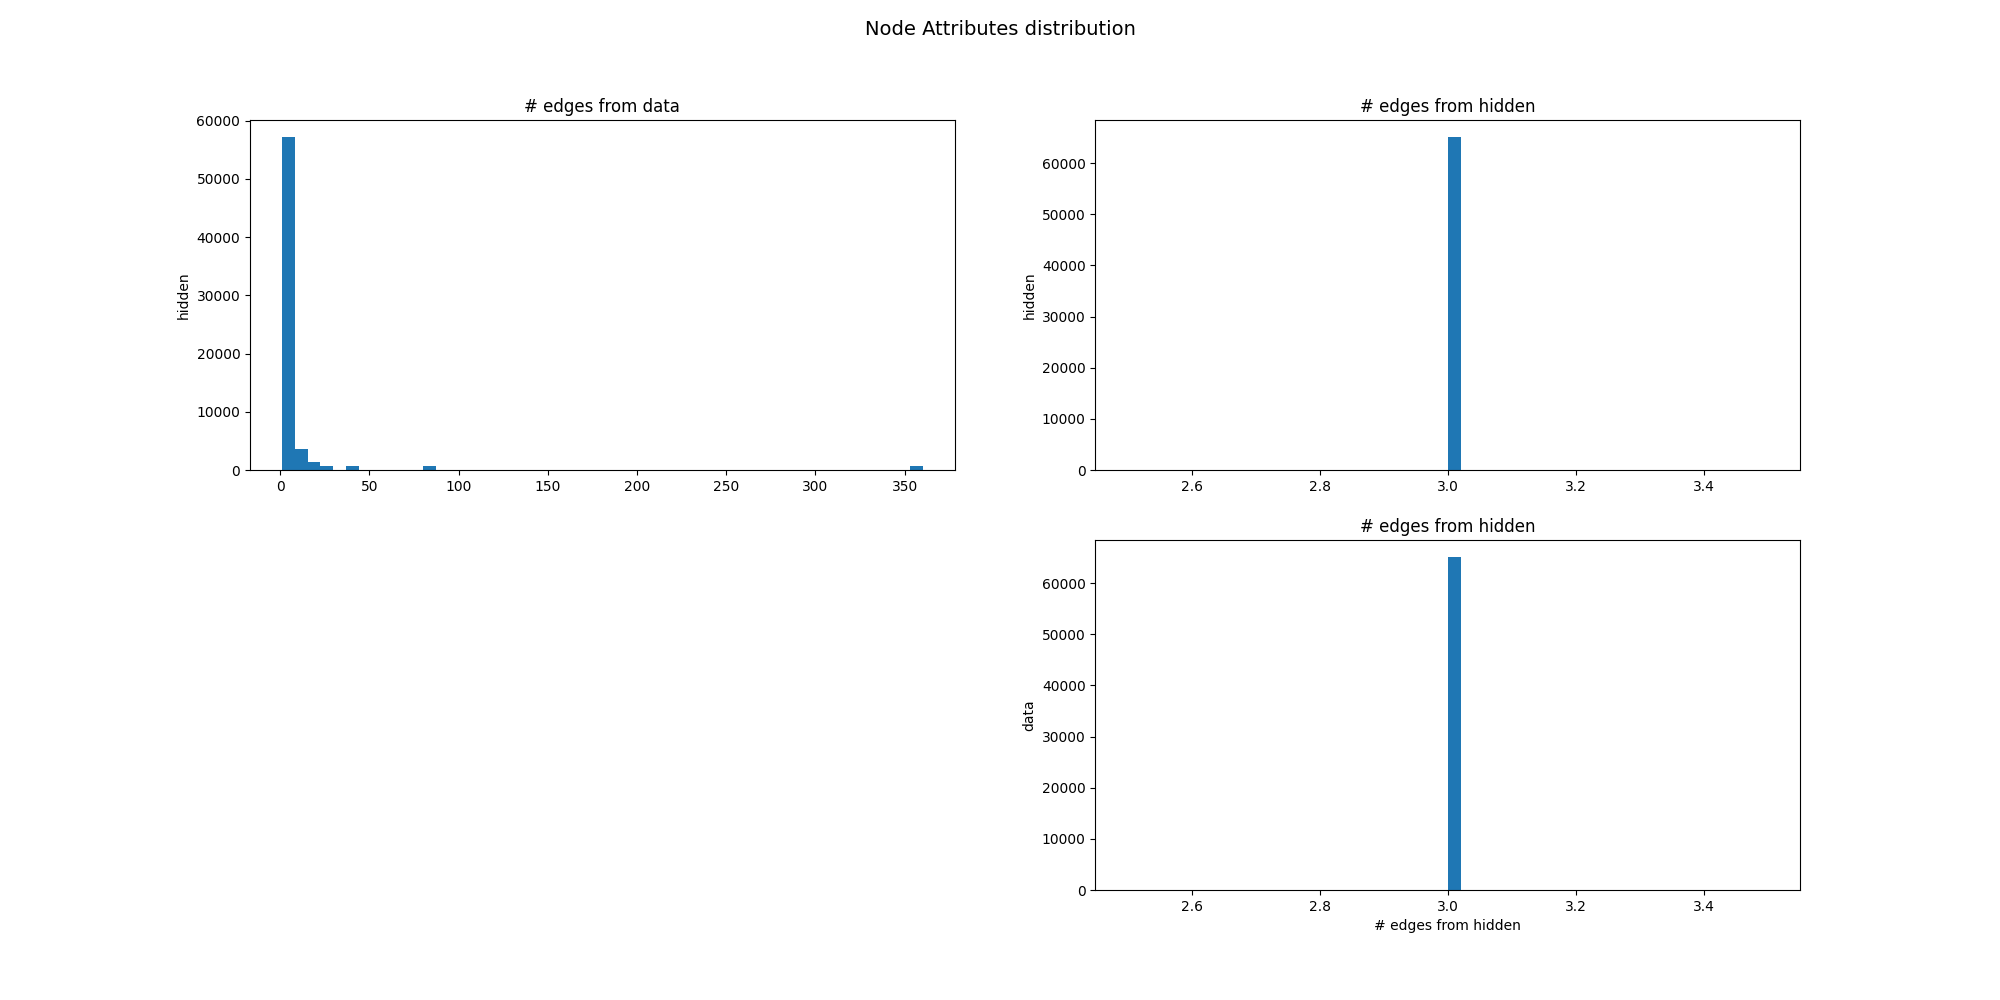 Node Attributes distribution
# edges from data
60000
50000
40000
30000
20000
10000
0
hidden
0 50 100 150 200 250 300 350
# edges from hidden
60000
50000
40000
30000
20000
10000
0
hidden
2.6 2.8 3.0 3.2 3.4
# edges from hidden
60000
50000
40000
30000
20000
10000
0
data
2.6 2.8 3.0 3.2 3.4
# edges from hidden